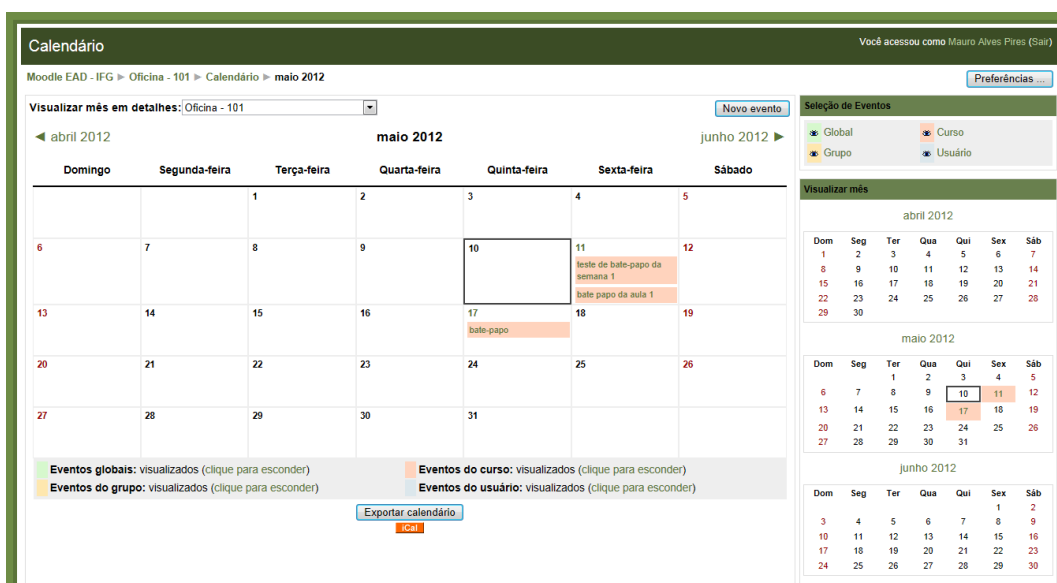 Calendário
Você acessou como Mauro Alves Pires (Sair)
Moodle EAD - IFG ► Oficina - 101 ► Calendário ► maio 2012
Preferências ...
Visualizar mês em detalhes: Oficina - 101
Novo evento
◄ abril 2012 maio 2012 junho 2012 ►
Domingo Segunda-feira Terça-feira Quarta-feira Quinta-feira Sexta-feira Sábado
1 2 3 4 5
6 7 8 9 10 11 12
teste de bate-papo da
semana 1
bate papo da aula 1
13 14 15 16 17 18 19
bate-papo
20 21 22 23 24 25 26
27 28 29 30 31
Eventos globais: visualizados (clique para esconder) Eventos do curso: visualizados (clique para esconder)
Eventos do grupo: visualizados (clique para esconder) Eventos do usuário: visualizados (clique para esconder)
Exportar calendário
iCal
Seleção de Eventos
Global Curso
Grupo Usuário
Visualizar mês
abril 2012
Dom Seg Ter Qua Qui Sex Sáb
1 2 3 4 5 6 7
8 9 10 11 12 13 14
15 16 17 18 19 20 21
22 23 24 25 26 27 28
29 30
maio 2012
Dom Seg Ter Qua Qui Sex Sáb
1 2 3 4 5
6 7 8 9 10 11 12
13 14 15 16 17 18 19
20 21 22 23 24 25 26
27 28 29 30 31
junho 2012
Dom Seg Ter Qua Qui Sex Sáb
1 2
3 4 5 6 7 8 9
10 11 12 13 14 15 16
17 18 19 20 21 22 23
24 25 26 27 28 29 30